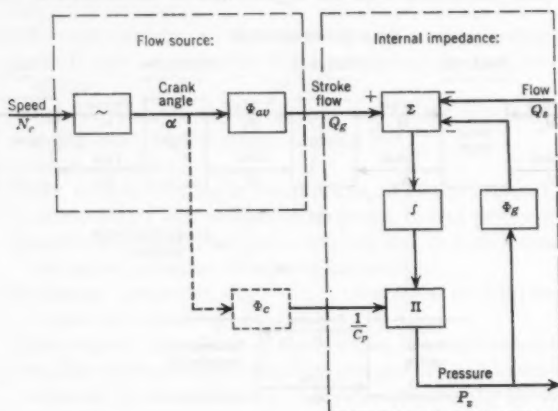 Flow source:
Internal impedance:
Speed
N_c
Crank
angle
α
Φ_av
Stroke
flow
Q_g
+
Σ
−
−
Flow
Q_s
∫
Φ_g
Φ_c
1/C_p
Π
Pressure
P_s